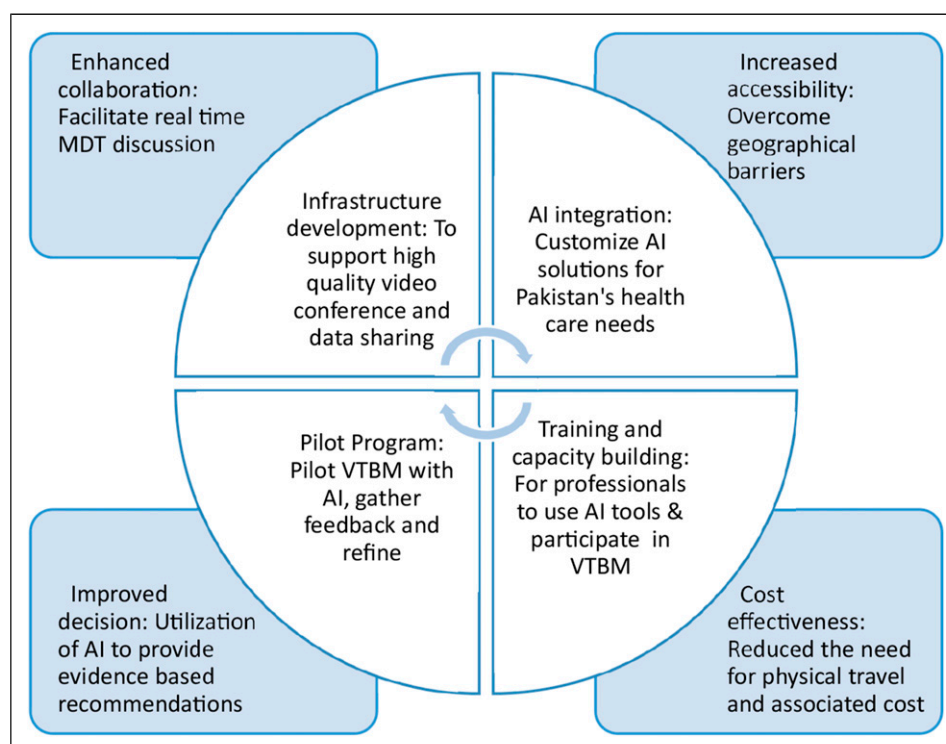 Enhanced
collaboration:
Facilitate real time
MDT discussion
Increased
accessibility:
Overcome
geographical
barriers
Infrastructure
development: To
support high
quality video
conference and
data sharing
AI integration:
Customize AI
solutions for
Pakistan's health
care needs
Pilot Program:
Pilot VTBM with
AI, gather
feedback and
refine
Training and
capacity building:
For professionals
to use AI tools &
participate in
VTBM
Improved
decision: Utilization
of AI to provide
evidence based
recommendations
Cost
effectiveness:
Reduced the need
for physical travel
and associated cost